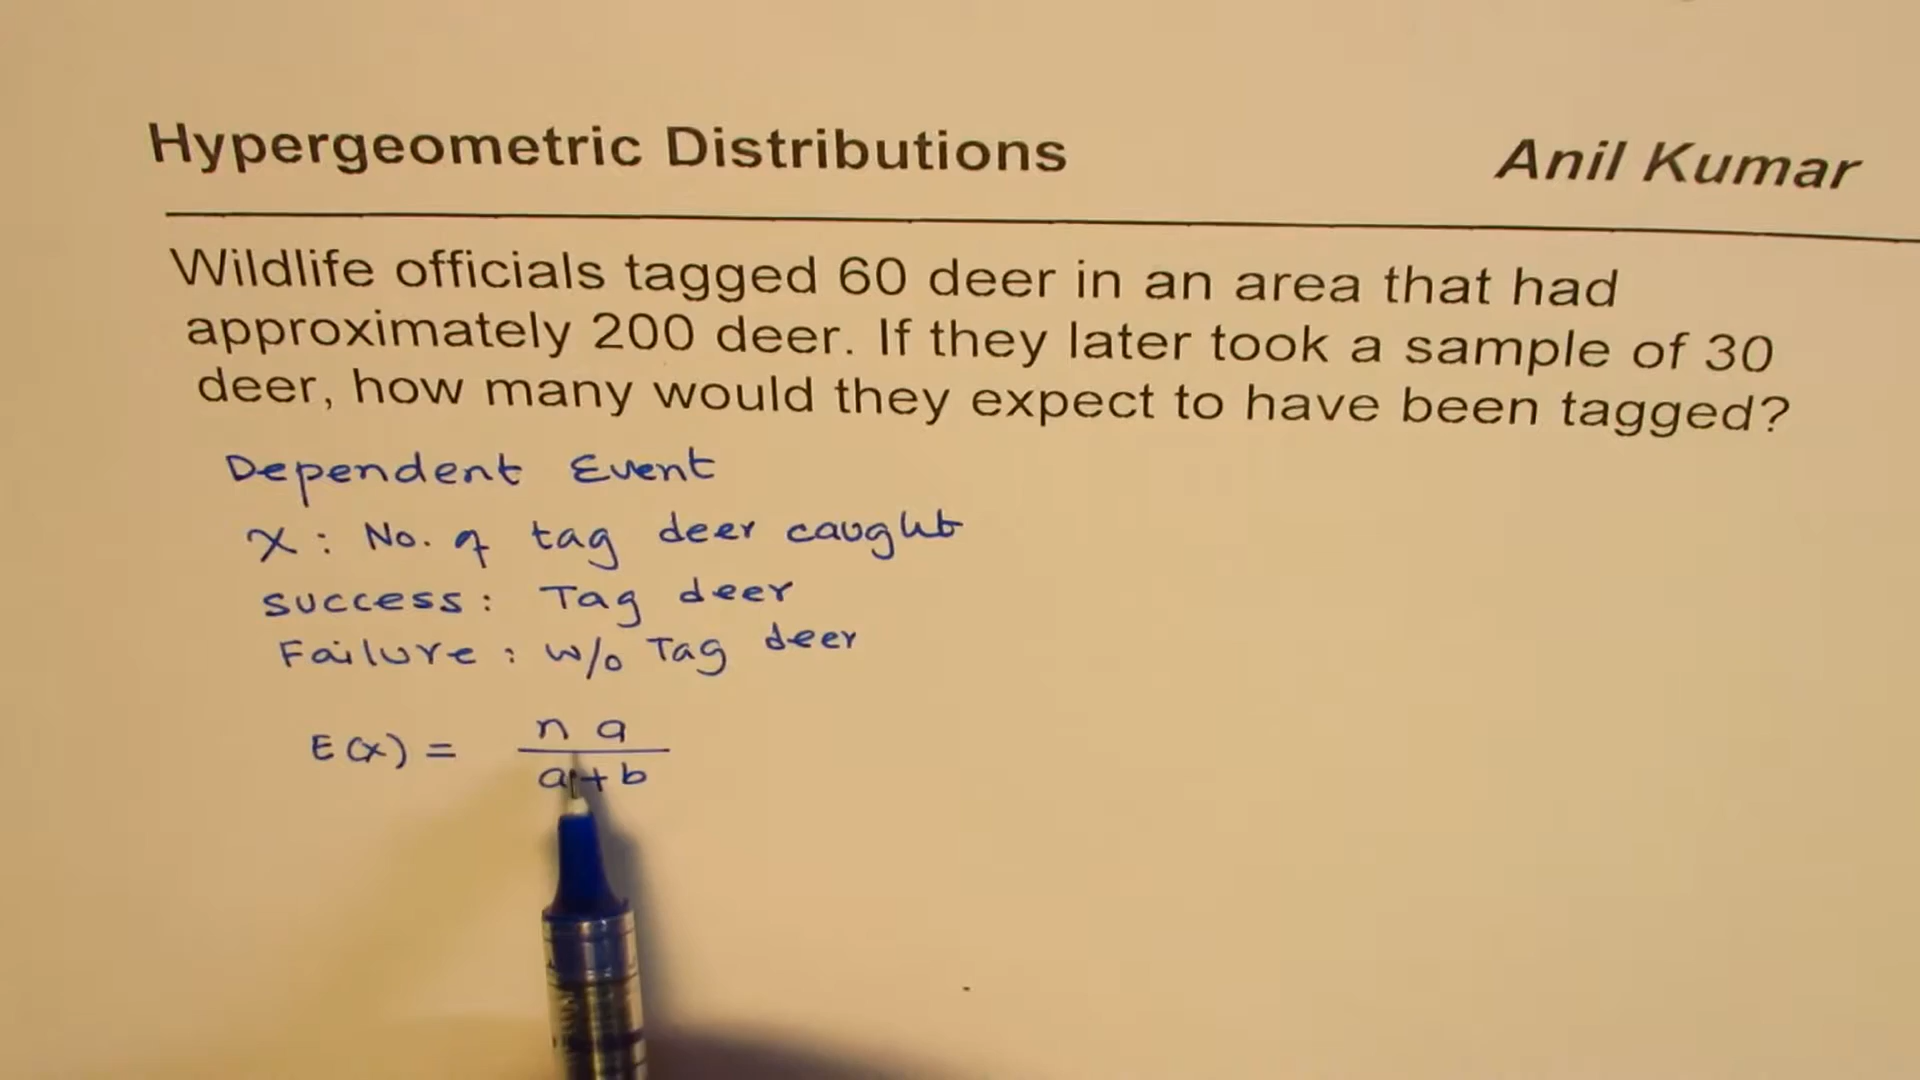 Hypergeometric Distributions Anil Kumar
Wildlife officials tagged 60 deer in an area that had
approximately 200 deer. If they later took a sample of 30
deer, how many would they expect to have been tagged?
Dependent Event
X : No. of tag deer caught
Success : Tag deer
Failure : w/o Tag deer
E(x) = n a / a + b